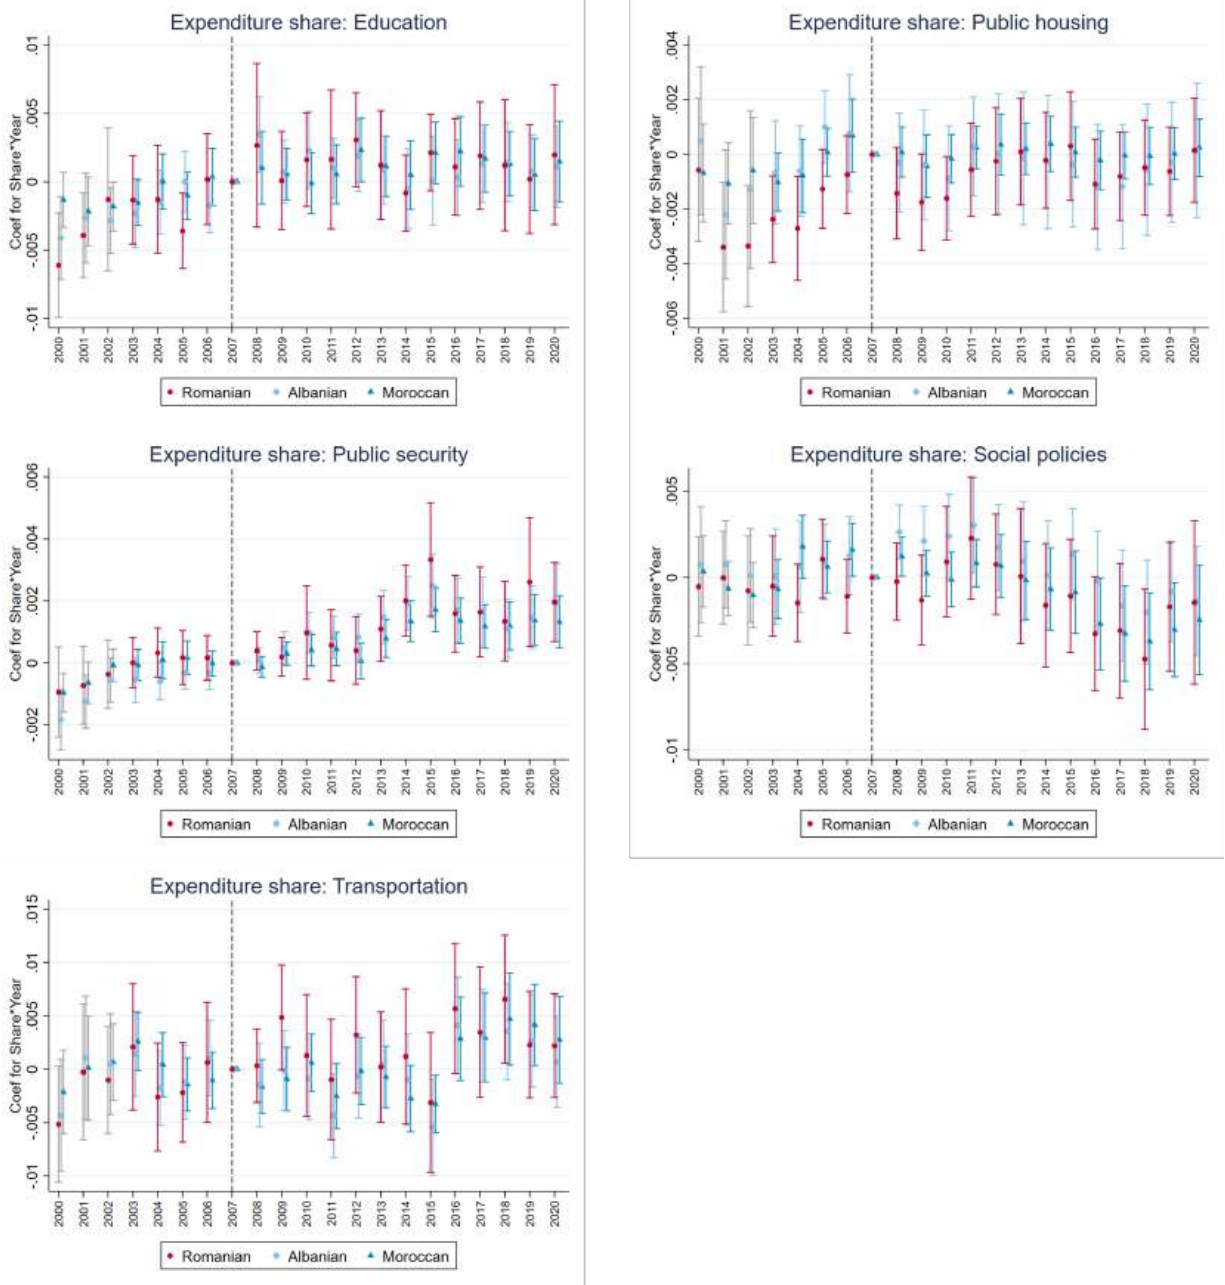 Expenditure share: Education
Coef for Share*Year
.01
.005
0
-.005
-.01
2000 2001 2002 2003 2004 2005 2006 2007 2008 2009 2010 2011 2012 2013 2014 2015 2016 2017 2018 2019 2020
Romanian Albanian Moroccan
Expenditure share: Public housing
Coef for Share*Year
.004
.002
0
-.002
-.004
-.006
2000 2001 2002 2003 2004 2005 2006 2007 2008 2009 2010 2011 2012 2013 2014 2015 2016 2017 2018 2019 2020
Romanian Albanian Moroccan
Expenditure share: Public security
Coef for Share*Year
.006
.004
.002
0
-.002
2000 2001 2002 2003 2004 2005 2006 2007 2008 2009 2010 2011 2012 2013 2014 2015 2016 2017 2018 2019 2020
Romanian Albanian Moroccan
Expenditure share: Social policies
Coef for Share*Year
.005
0
-.005
-.01
2000 2001 2002 2003 2004 2005 2006 2007 2008 2009 2010 2011 2012 2013 2014 2015 2016 2017 2018 2019 2020
Romanian Albanian Moroccan
Expenditure share: Transportation
Coef for Share*Year
.015
.01
.005
0
-.005
-.01
2000 2001 2002 2003 2004 2005 2006 2007 2008 2009 2010 2011 2012 2013 2014 2015 2016 2017 2018 2019 2020
Romanian Albanian Moroccan